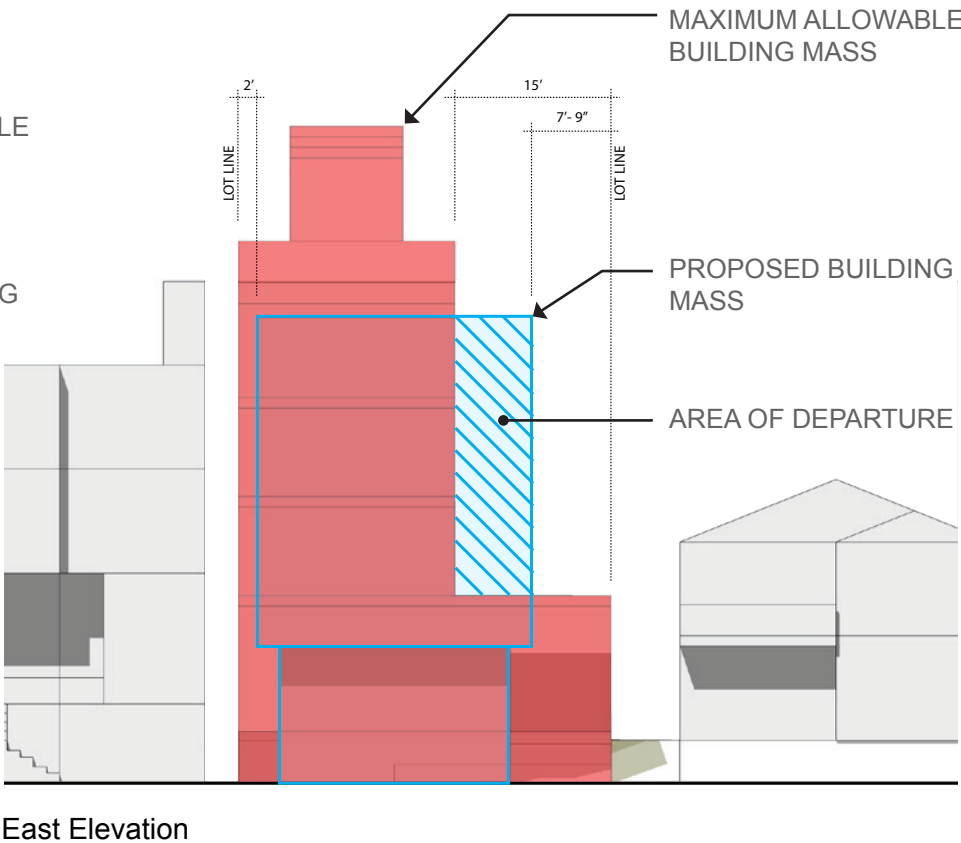 MAXIMUM ALLOWABLE
BUILDING MASS
2’
15’
7’- 9”
LE
LOT LINE
LOT LINE
PROPOSED BUILDING
MASS
G
AREA OF DEPARTURE
East Elevation